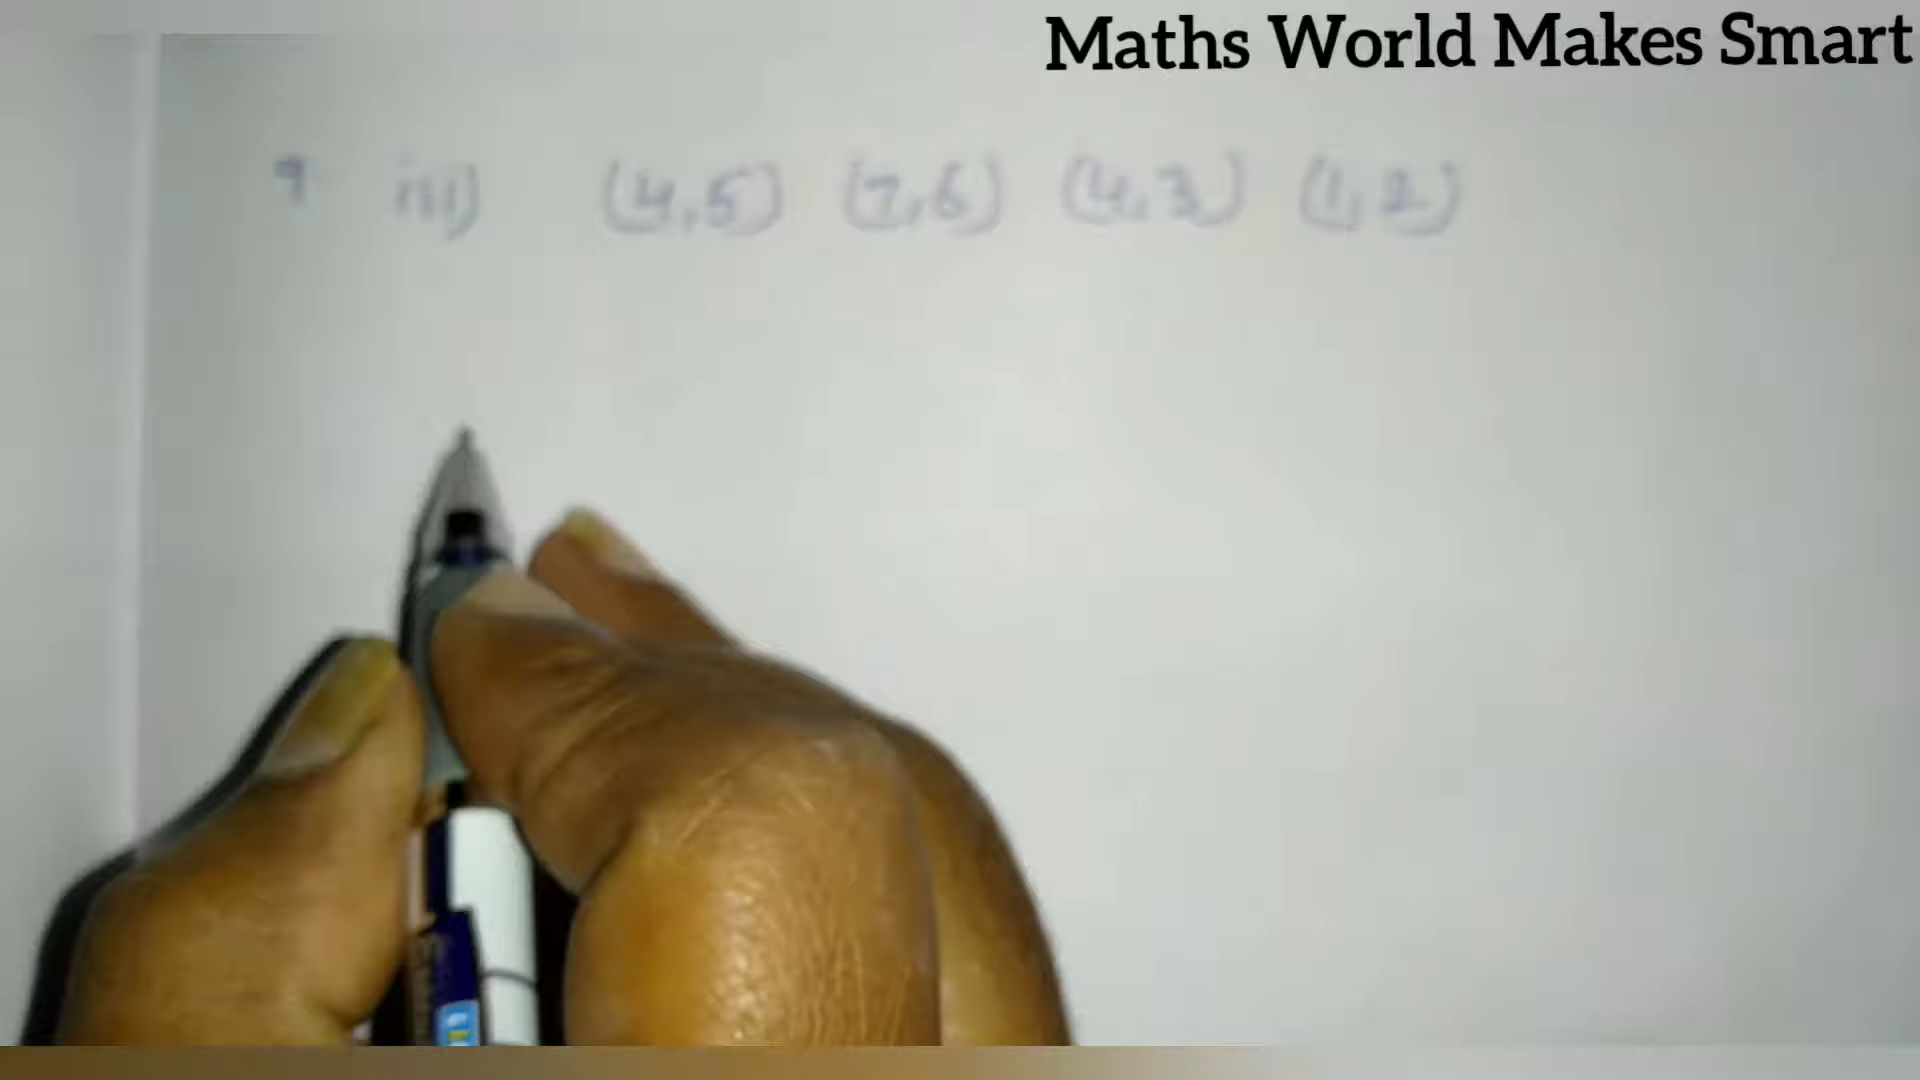 Maths World Makes Smart
9 iii) (4,5) (7,6) (4,3) (1,2)